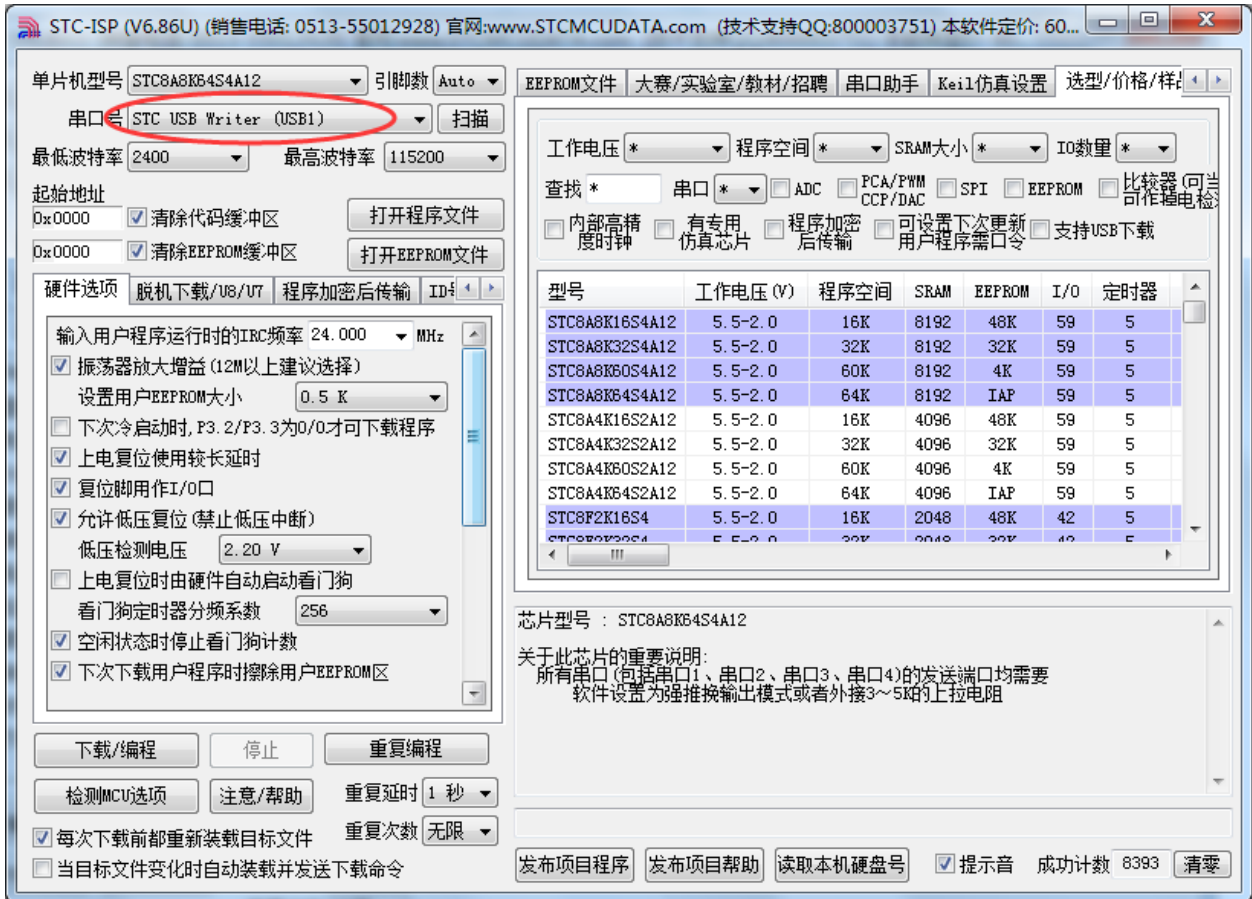 STC-ISP (V6.86U) (销售电话: 0513-55012928) 官网:www.STCMCUDATA.com (技术支持QQ:800003751) 本软件定价: 60...
单片机型号 STC8A8K64S4A12 引脚数 Auto
串口号 STC USB Writer (USB1) 扫描
最低波特率 2400 最高波特率 115200
起始地址
0x0000 清除代码缓冲区 打开程序文件
0x0000 清除EEPROM缓冲区 打开EEPROM文件
硬件选项 脱机下载/U8/U7 程序加密后传输
输入用户程序运行时的IRC频率 24.000 MHz
振荡器放大增益(12M以上建议选择)
设置用户EEPROM大小 0.5 K
下次冷启动时,P3.2/P3.3为0/0才可下载程序
上电复位使用较长延时
复位脚用作I/O口
允许低压复位(禁止低压中断)
低压检测电压 2.20 V
上电复位时由硬件自动启动看门狗
看门狗定时器分频系数 256
空闲状态时停止看门狗计数
下次下载用户程序时擦除用户EEPROM区
下载/编程 停止 重复编程
检测MCU选项 注意/帮助 重复延时 1 秒
每次下载前都重新装载目标文件 重复次数 无限
当目标文件变化时自动装载并发送下载命令
EEPROM文件 大赛/实验室/教材/招聘 串口助手 Keil仿真设置 选型/价格/样
工作电压 * 程序空间 * SRAM大小 * IO数量 *
查找 * 串口 * ADC PCA/PWM CCP/DAC SPI EEPROM 比较器(可当 可作掉电检
内部高精度时钟 有专用仿真芯片 程序加密后传输 可设置下次更新用户程序需口令 支持USB下载
型号 工作电压(V) 程序空间 SRAM EEPROM I/O 定时器
STC8A8K16S4A12 5.5-2.0 16K 8192 48K 59 5
STC8A8K32S4A12 5.5-2.0 32K 8192 32K 59 5
STC8A8K60S4A12 5.5-2.0 60K 8192 4K 59 5
STC8A8K64S4A12 5.5-2.0 64K 8192 IAP 59 5
STC8A4K16S2A12 5.5-2.0 16K 4096 48K 59 5
STC8A4K32S2A12 5.5-2.0 32K 4096 32K 59 5
STC8A4K60S2A12 5.5-2.0 60K 4096 4K 59 5
STC8A4K64S2A12 5.5-2.0 64K 4096 IAP 59 5
STC8F2K16S4 5.5-2.0 16K 2048 48K 42 5
STC8F2K32S4 5.5-2.0 32K 2048 32K 42 5
芯片型号 : STC8A8K64S4A12
关于此芯片的重要说明:
所有串口(包括串口1、串口2、串口3、串口4)的发送端口均需要
软件设置为强推挽输出模式或者外接3~5K的上拉电阻
发布项目程序 发布项目帮助 读取本机硬盘号 提示音 成功计数 8393 清零